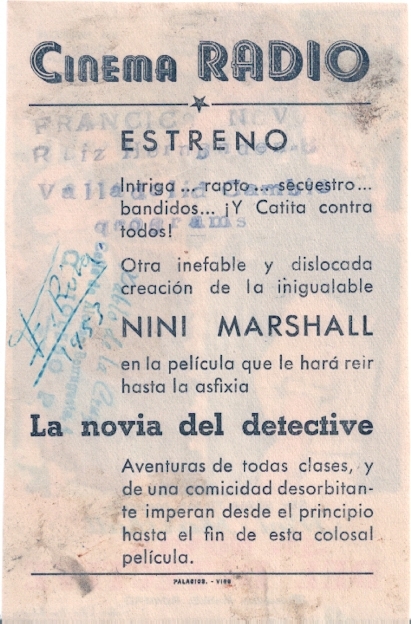 CINEMA RADIO
ESTRENO
Intriga... rapto... secuestro...
bandidos... ¡Y Catita contra
todos!
Otra inefable y dislocada
creación de la inigualable
NINI MARSHALL
en la película que le hará reir
hasta la asfixia
La novia del detective
Aventuras de todas clases, y
de una comicidad desorbitan-
te imperan desde el principio
hasta el fin de esta colosal
película.
PALACIOS. - VIGO